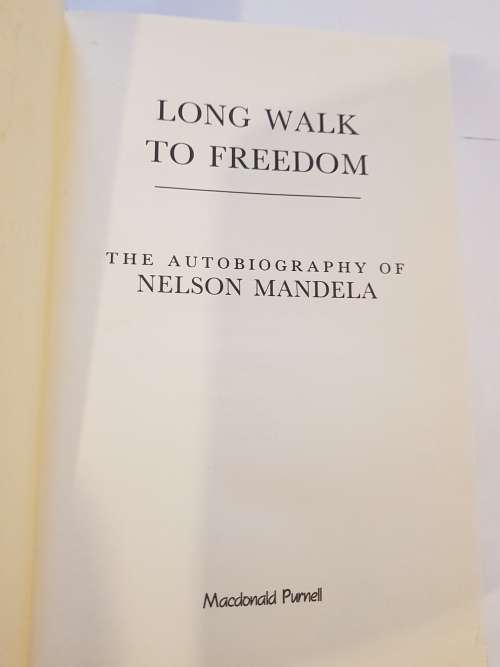 LONG WALK
TO FREEDOM
THE AUTOBIOGRAPHY OF
NELSON MANDELA
Macdonald Purnell